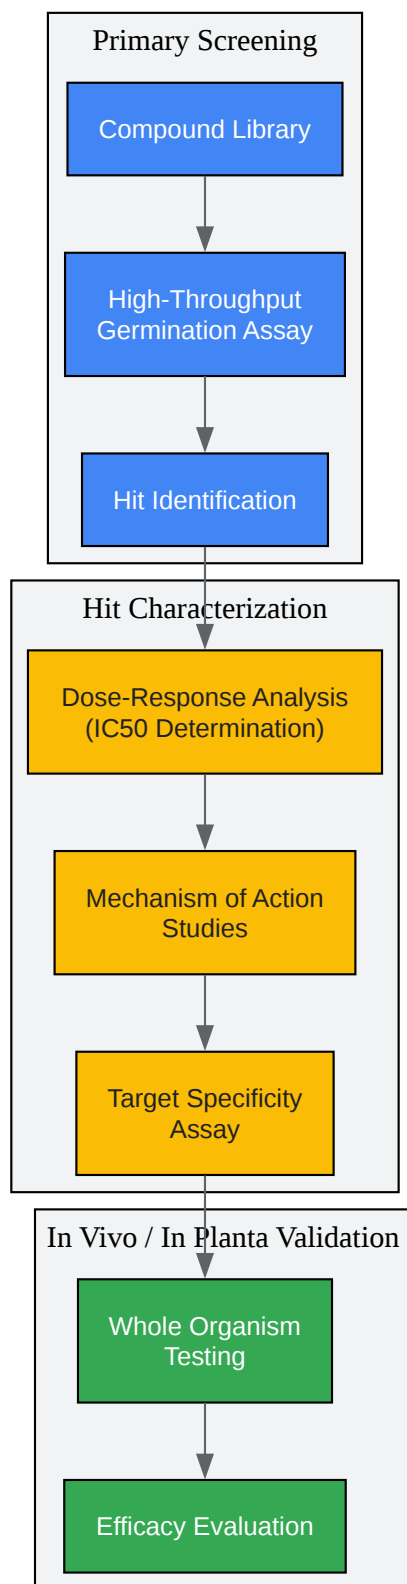 Primary Screening
Compound Library
High-Throughput
Germination Assay
Hit Identification
Hit Characterization
Dose-Response Analysis
(IC50 Determination)
Mechanism of Action
Studies
Target Specificity
Assay
In Vivo / In Planta Validation
Whole Organism
Testing
Efficacy Evaluation